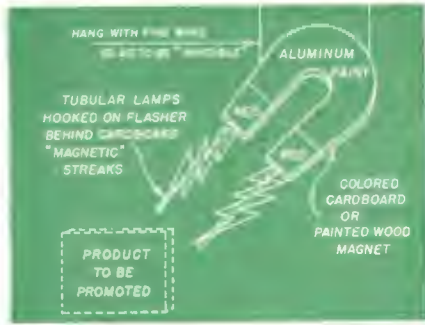 HANG WITH FINE WIRE
SO AS TO BE "INVISIBLE"
ALUMINUM
PAINT
TUBULAR LAMPS
HOOKED ON FLASHER
BEHIND CARDBOARD
"MAGNETIC"
STREAKS
RED
RED
COLORED
CARDBOARD
OR
PAINTED WOOD
MAGNET
PRODUCT
TO BE
PROMOTED